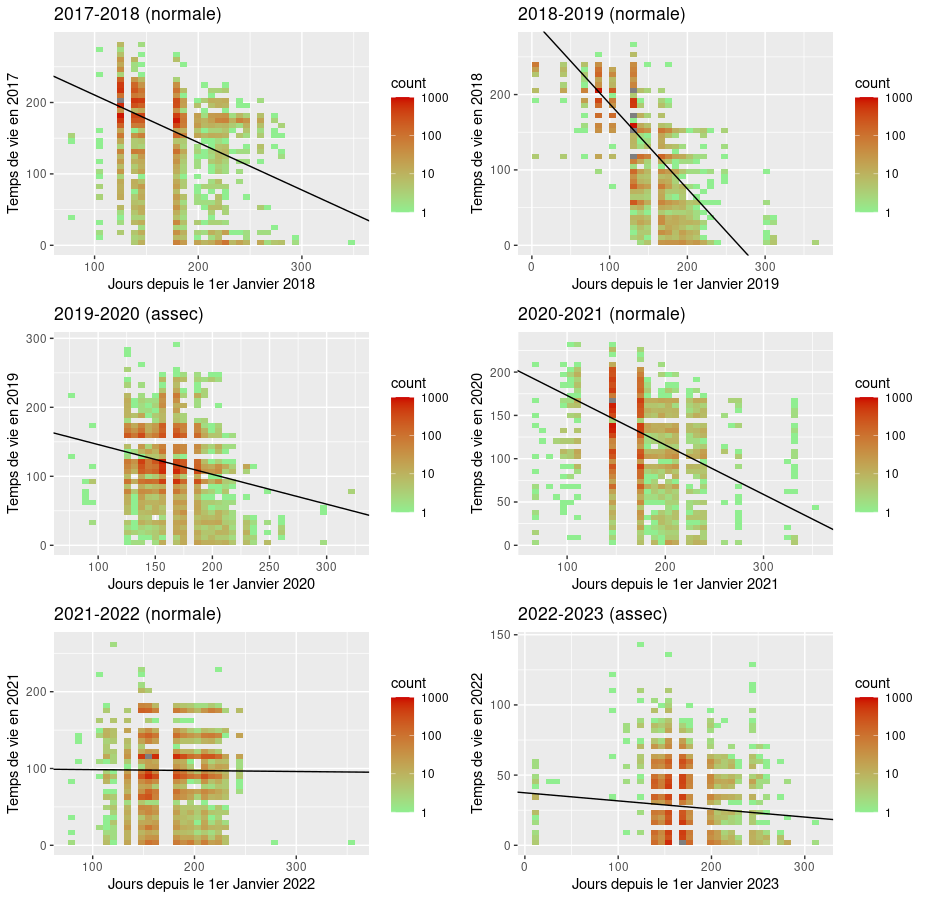 2017-2018 (normale)
Temps de vie en 2017
200
100
0
100 200 300
Jours depuis le 1er Janvier 2018
count
1000
100
10
1
2018-2019 (normale)
Temps de vie en 2018
200
100
0
0 100 200 300
Jours depuis le 1er Janvier 2019
count
1000
100
10
1
2019-2020 (assec)
Temps de vie en 2019
300
200
100
0
100 150 200 250 300
Jours depuis le 1er Janvier 2020
count
1000
100
10
1
2020-2021 (normale)
Temps de vie en 2020
200
150
100
50
0
100 200 300
Jours depuis le 1er Janvier 2021
count
1000
100
10
1
2021-2022 (normale)
Temps de vie en 2021
200
100
0
100 200 300
Jours depuis le 1er Janvier 2022
count
1000
100
10
1
2022-2023 (assec)
Temps de vie en 2022
150
100
50
0
0 100 200 300
Jours depuis le 1er Janvier 2023
count
1000
100
10
1